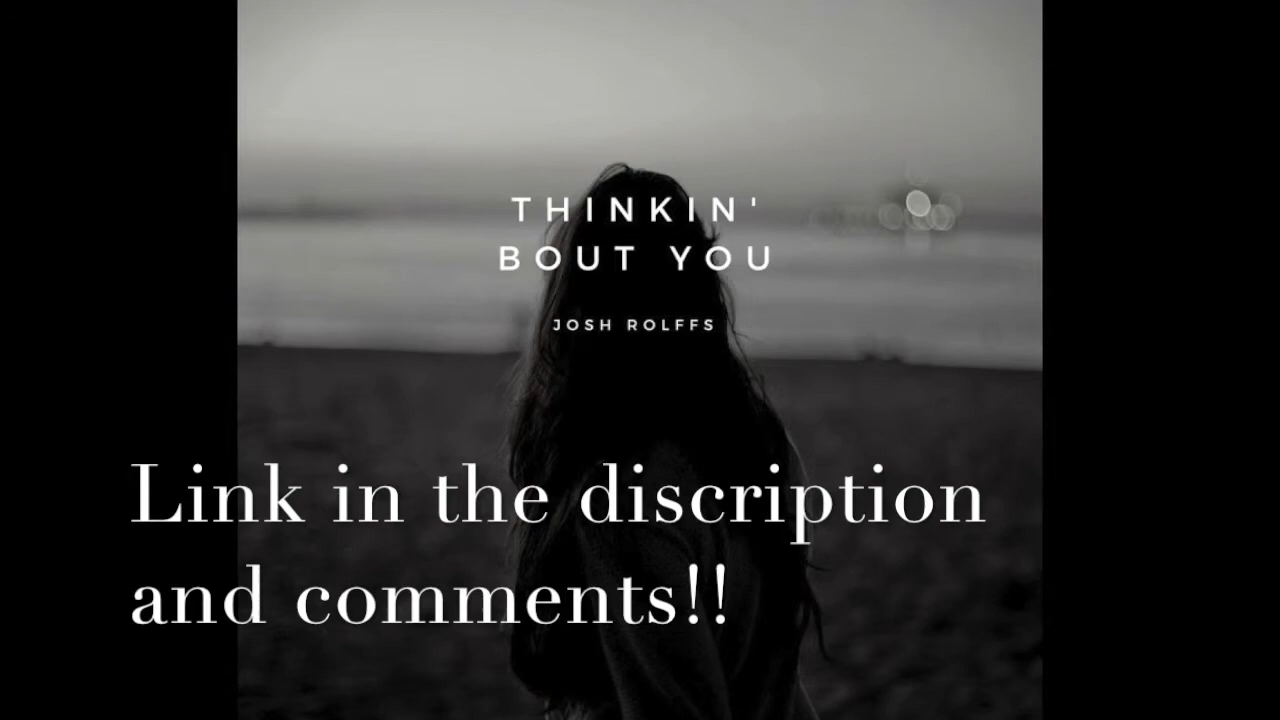 THINKIN'
BOUT YOU
JOSH ROLFFS
Link in the discription
and comments!!